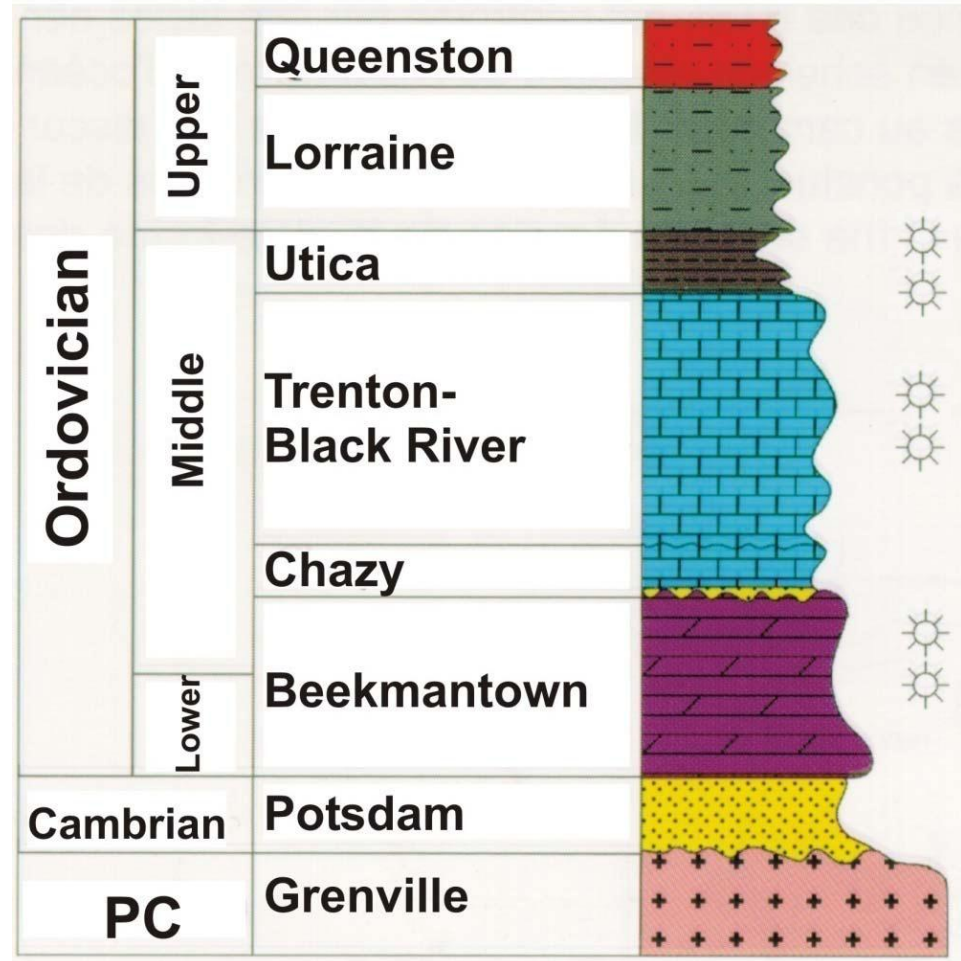 Ordovician
Upper
Queenston
Lorraine
Middle
Utica
Trenton-
Black River
Chazy
Lower
Beekmantown
Cambrian
Potsdam
PC
Grenville